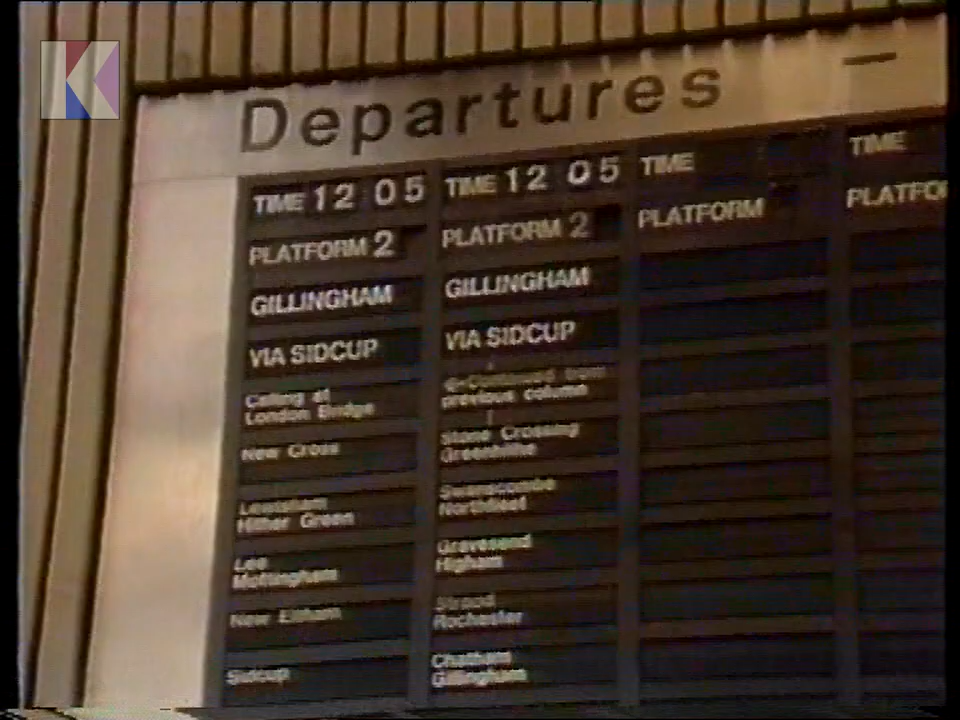 K
Departures
TIME 12 05
PLATFORM 2
GILLINGHAM
VIA SIDCUP
Calling at
London Bridge
New Cross
Lewisham
Hither Green
Lee
Mottingham
New Eltham
Sidcup
TIME 12 05
PLATFORM 2
GILLINGHAM
VIA SIDCUP
Continued from
previous column
Stone Crossing
Greenhithe
Swanscombe
Northfleet
Gravesend
Higham
Strood
Rochester
Chatham
Gillingham
TIME
PLATFORM
TIME
PLATFO